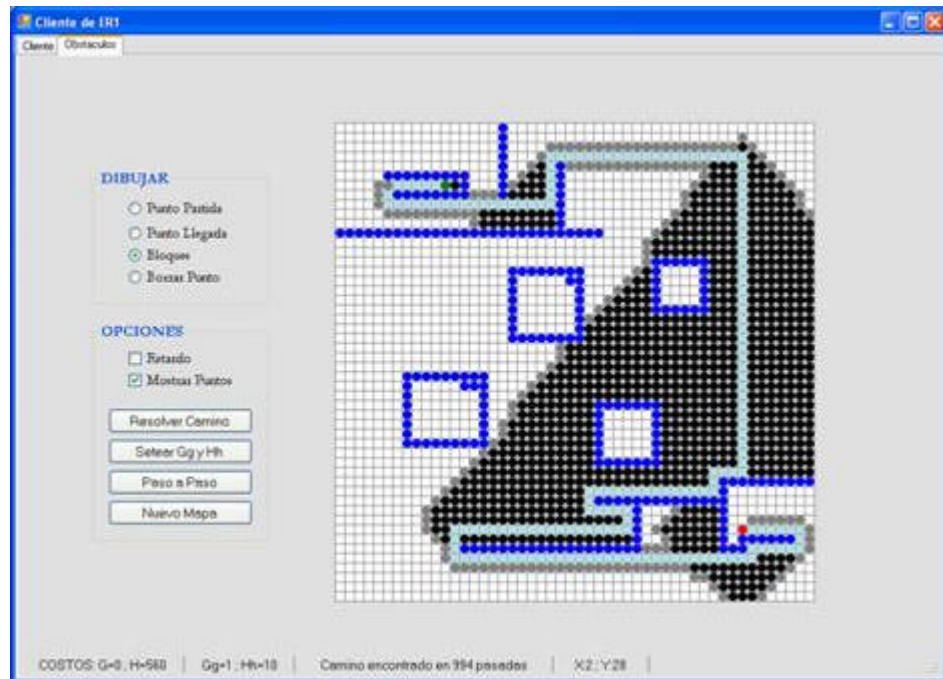 Cliente de IR1
Cliente
Obstaculos
DIBUJAR
Punto Partida
Punto Llegada
Bloques
Borrar Punto
OPCIONES
Retardo
Mostrar Puntos
Resolver Camino
Setear Gg y Hh
Paso a Paso
Nuevo Mapa
COSTOS: G=0 ; H=560 | Gg=1 ; Hh=10 | Camino encontrado en 994 pasadas | X:2 ; Y:28